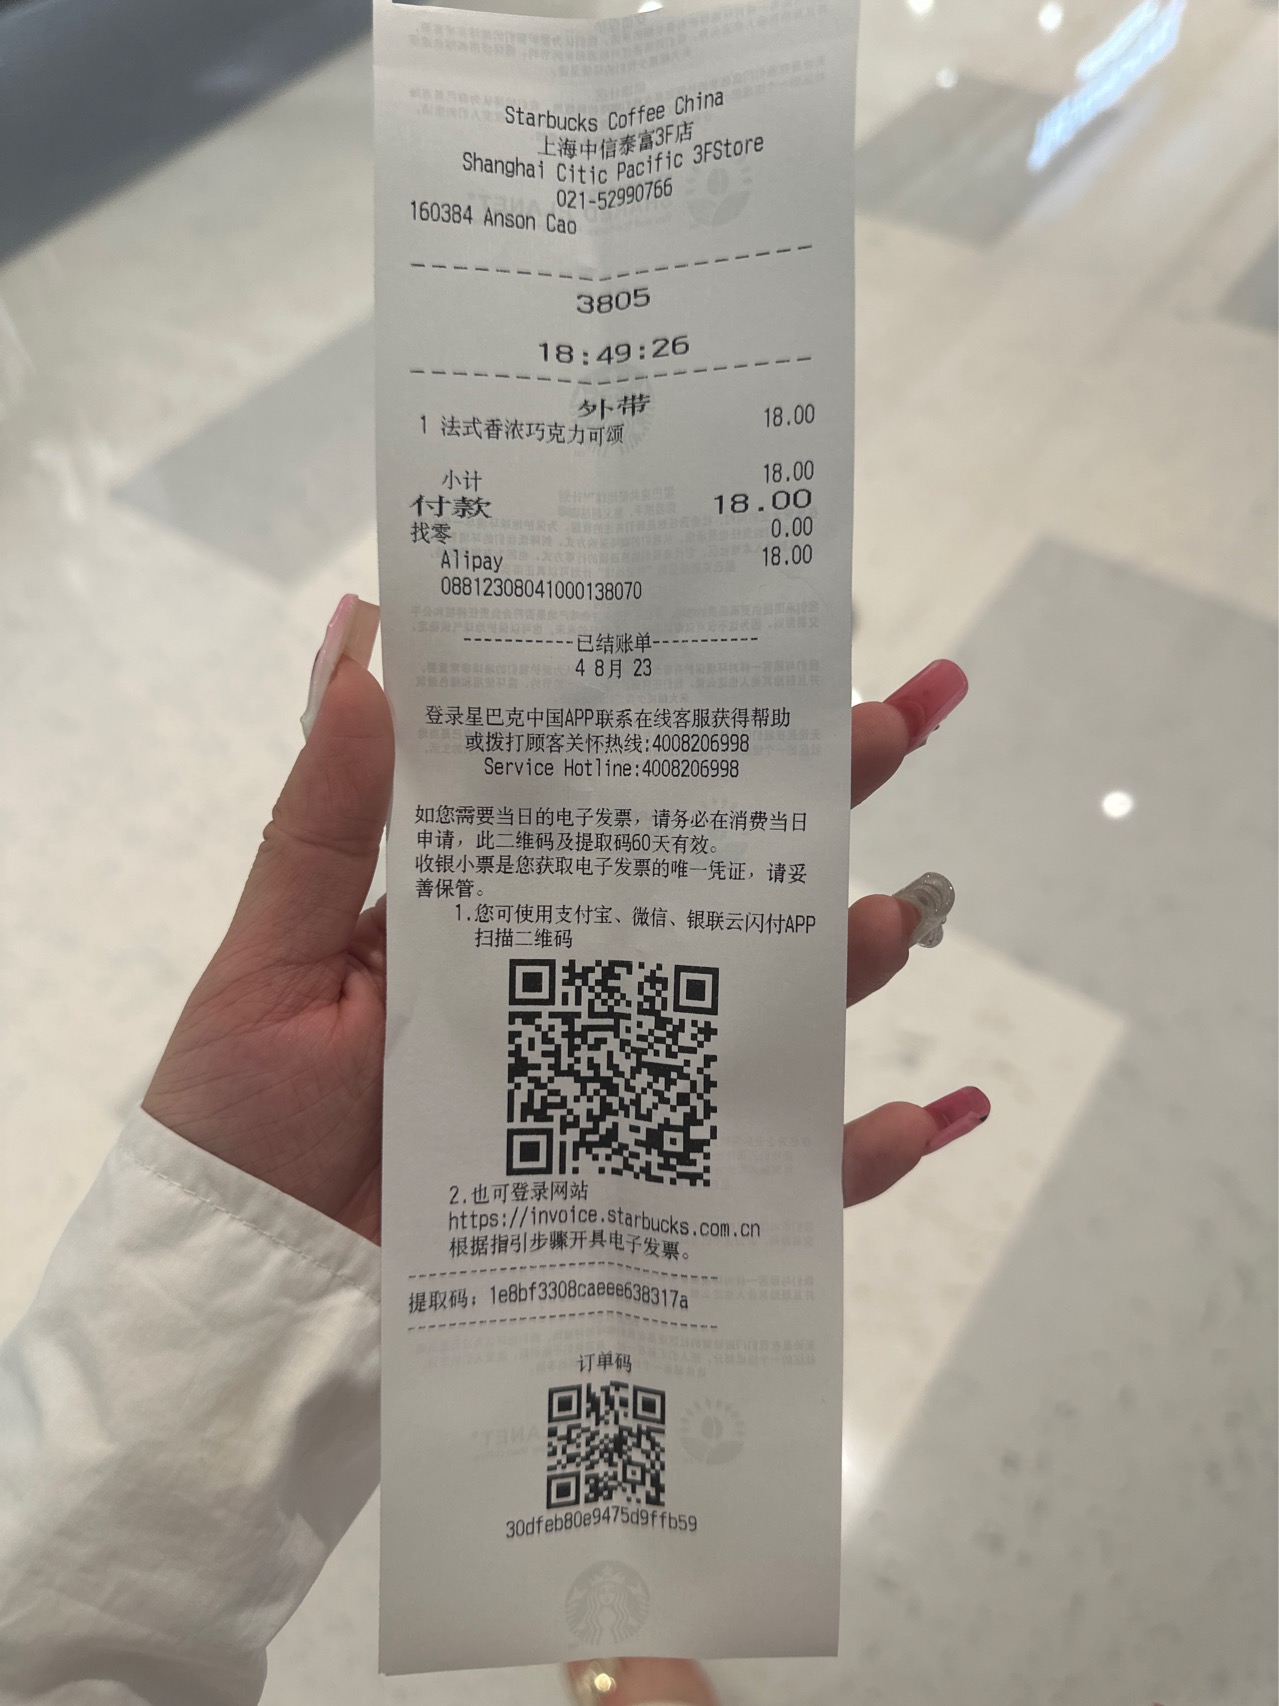 Starbucks Coffee China
上海中信泰富3F店
Shanghai Citic Pacific 3FStore
021-52990766
160384 Anson Cao
3805
18:49:26
外带
1 法式香浓巧克力可颂 18.00
小计 18.00
付款 18.00
找零 0.00
Alipay 18.00
08812308041000138070
-----------已结账单-----------
4 8月 23
登录星巴克中国APP联系在线客服获得帮助
或拨打顾客关怀热线:4008206998
Service Hotline:4008206998
如您需要当日的电子发票，请务必在消费当日
申请，此二维码及提取码60天有效。
收银小票是您获取电子发票的唯一凭证，请妥
善保管。
1.您可使用支付宝、微信、银联云闪付APP
扫描二维码
2.也可登录网站
https://invoice.starbucks.com.cn
根据指引步骤开具电子发票。
提取码：1e8bf3308caeee638317a
订单码
30dfeb80e9475d9ffb59